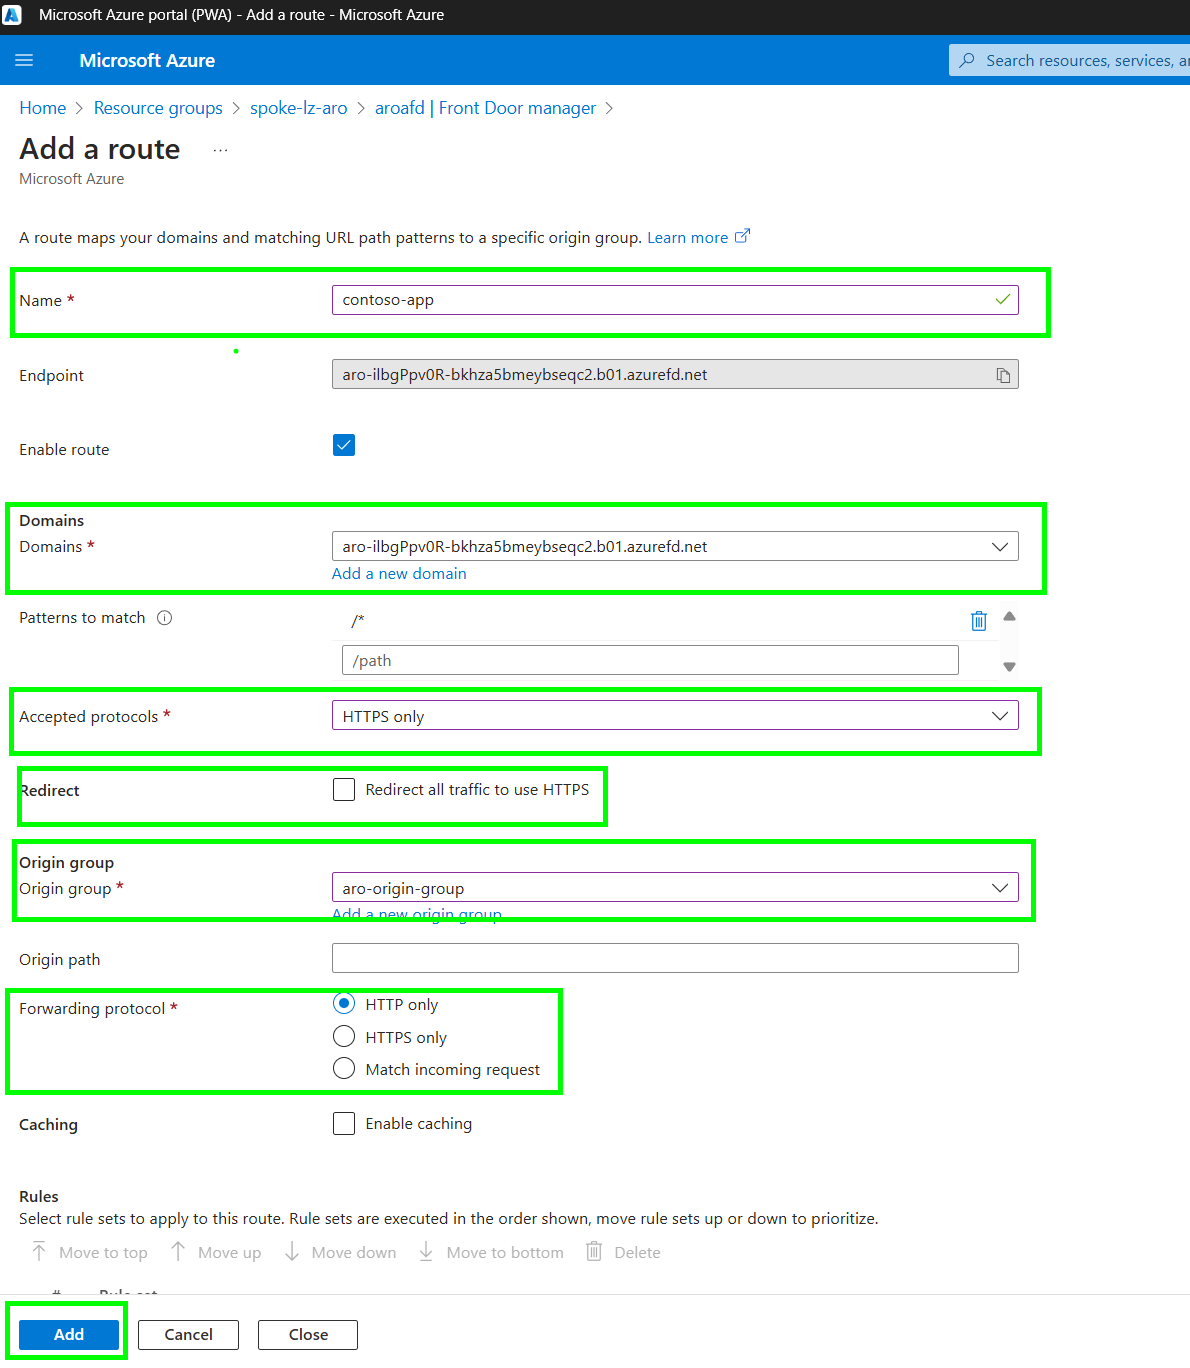 Microsoft Azure portal (PWA) - Add a route - Microsoft Azure
Microsoft Azure
Search resources, services, ar
Home > Resource groups > spoke-lz-aro > aroafd | Front Door manager >
Add a route ...
Microsoft Azure
A route maps your domains and matching URL path patterns to a specific origin group. Learn more
Name * contoso-app
Endpoint aro-ilbgPpv0R-bkhza5bmeybseqc2.b01.azurefd.net
Enable route
Domains
Domains * aro-ilbgPpv0R-bkhza5bmeybseqc2.b01.azurefd.net
Add a new domain
Patterns to match /*
/path
Accepted protocols * HTTPS only
Redirect Redirect all traffic to use HTTPS
Origin group
Origin group * aro-origin-group
Add a new origin group
Origin path
Forwarding protocol * HTTP only
HTTPS only
Match incoming request
Caching Enable caching
Rules
Select rule sets to apply to this route. Rule sets are executed in the order shown, move rule sets up or down to prioritize.
Move to top Move up Move down Move to bottom Delete
# Rule set
Add Cancel Close